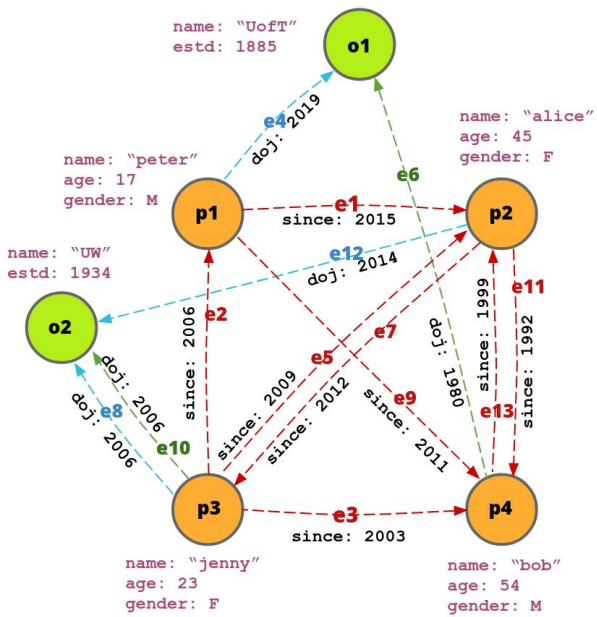 name: “UofT”
estd: 1885
o1
e4
doj: 2019
name: “alice”
age: 45
gender: F
name: “peter”
age: 17
gender: M
e6
p1
e1
since: 2015
p2
name: “UW”
estd: 1934
e12
doj: 2014
o2
e2
since: 2006
e11
since: 1999
since: 1992
e5
e7
doj: 1980
doj: 2006
e8
doj: 2006
e10
since: 2009
since: 2012
e9
since: 2011
e13
p3
e3
since: 2003
p4
name: “jenny”
age: 23
gender: F
name: “bob”
age: 54
gender: M